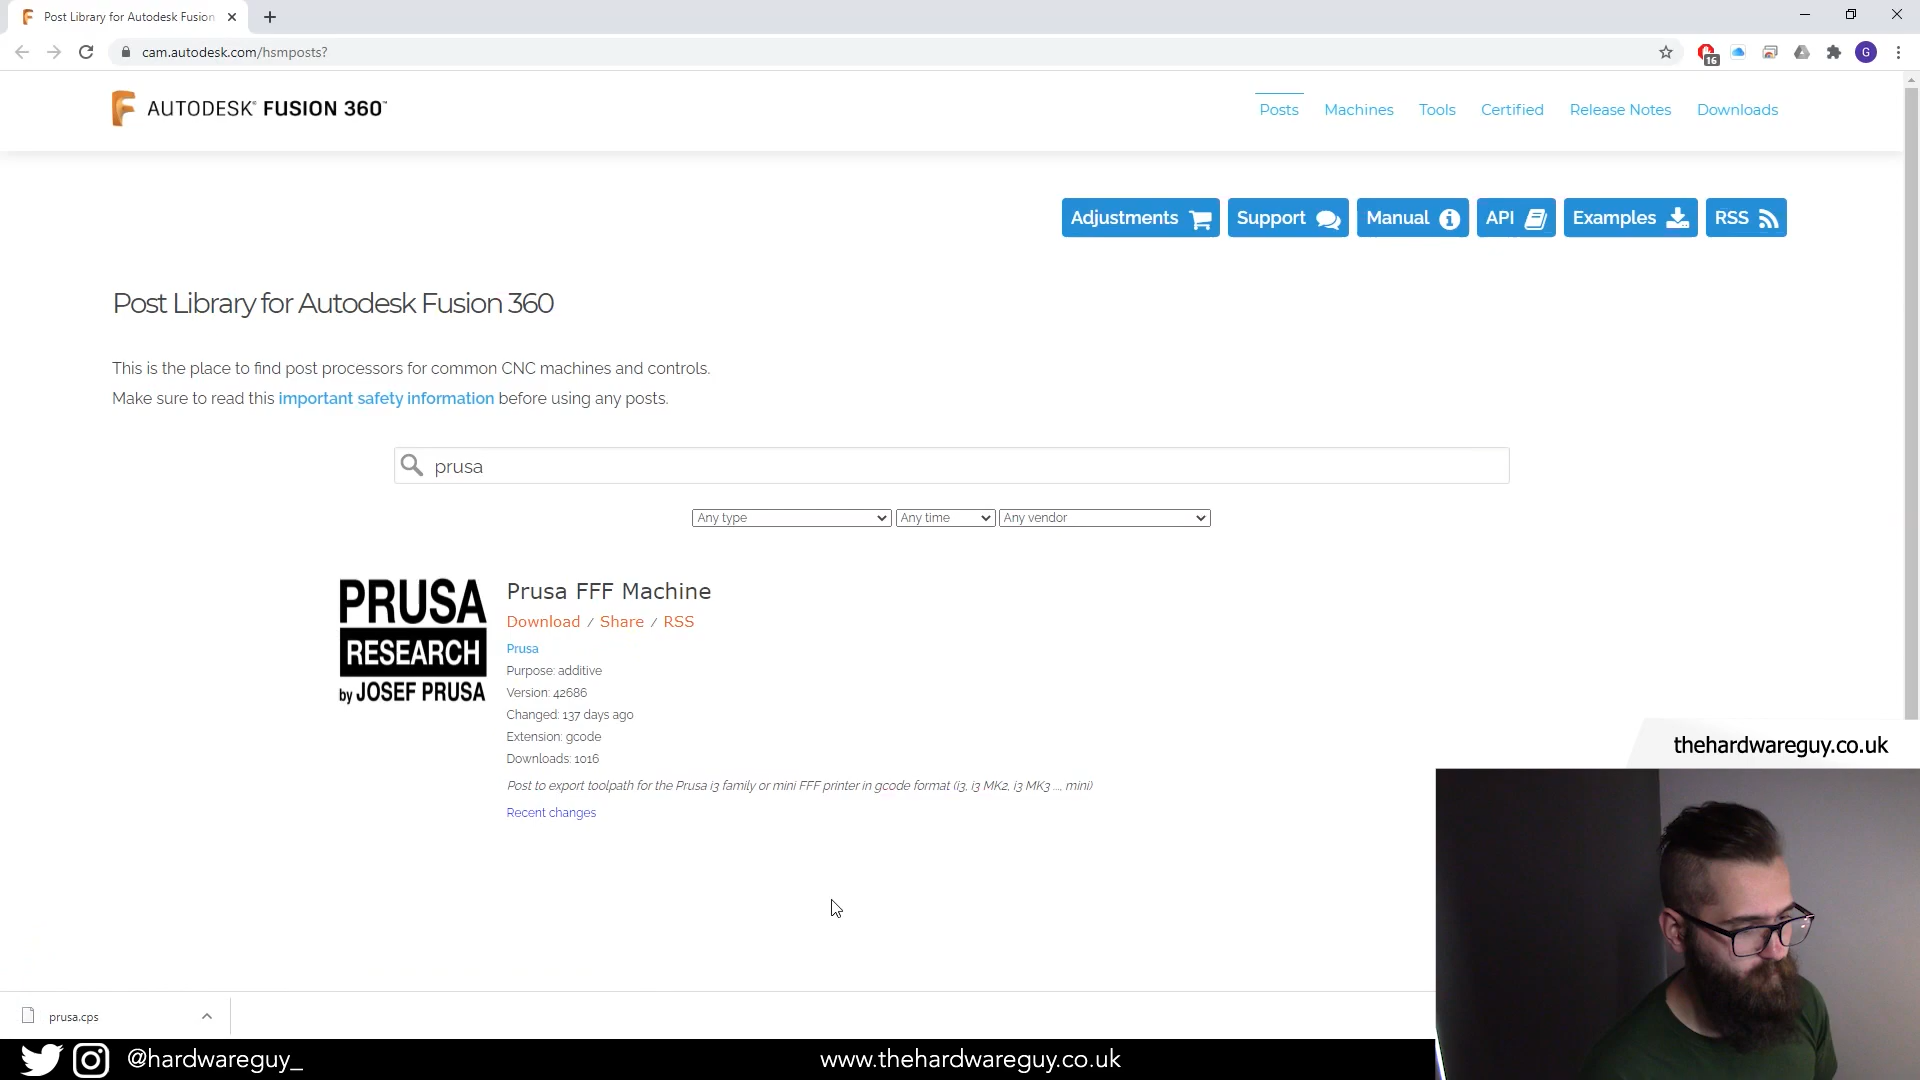 Post Library for Autodesk Fusion
cam.autodesk.com/hsmposts?
16
G
AUTODESK® FUSION 360™
Posts
Machines
Tools
Certified
Release Notes
Downloads
Adjustments
Support
Manual
API
Examples
RSS
Post Library for Autodesk Fusion 360
This is the place to find post processors for common CNC machines and controls.
Make sure to read this important safety information before using any posts.
prusa
Any type
Any time
Any vendor
PRUSA
RESEARCH
by JOSEF PRUSA
Prusa FFF Machine
Download / Share / RSS
Prusa
Purpose: additive
Version: 42686
Changed: 137 days ago
Extension: gcode
Downloads: 1016
Post to export toolpath for the Prusa i3 family or mini FFF printer in gcode format (i3, i3 MK2, i3 MK3 ..., mini)
Recent changes
thehardwareguy.co.uk
prusa.cps
@hardwareguy_
www.thehardwareguy.co.uk